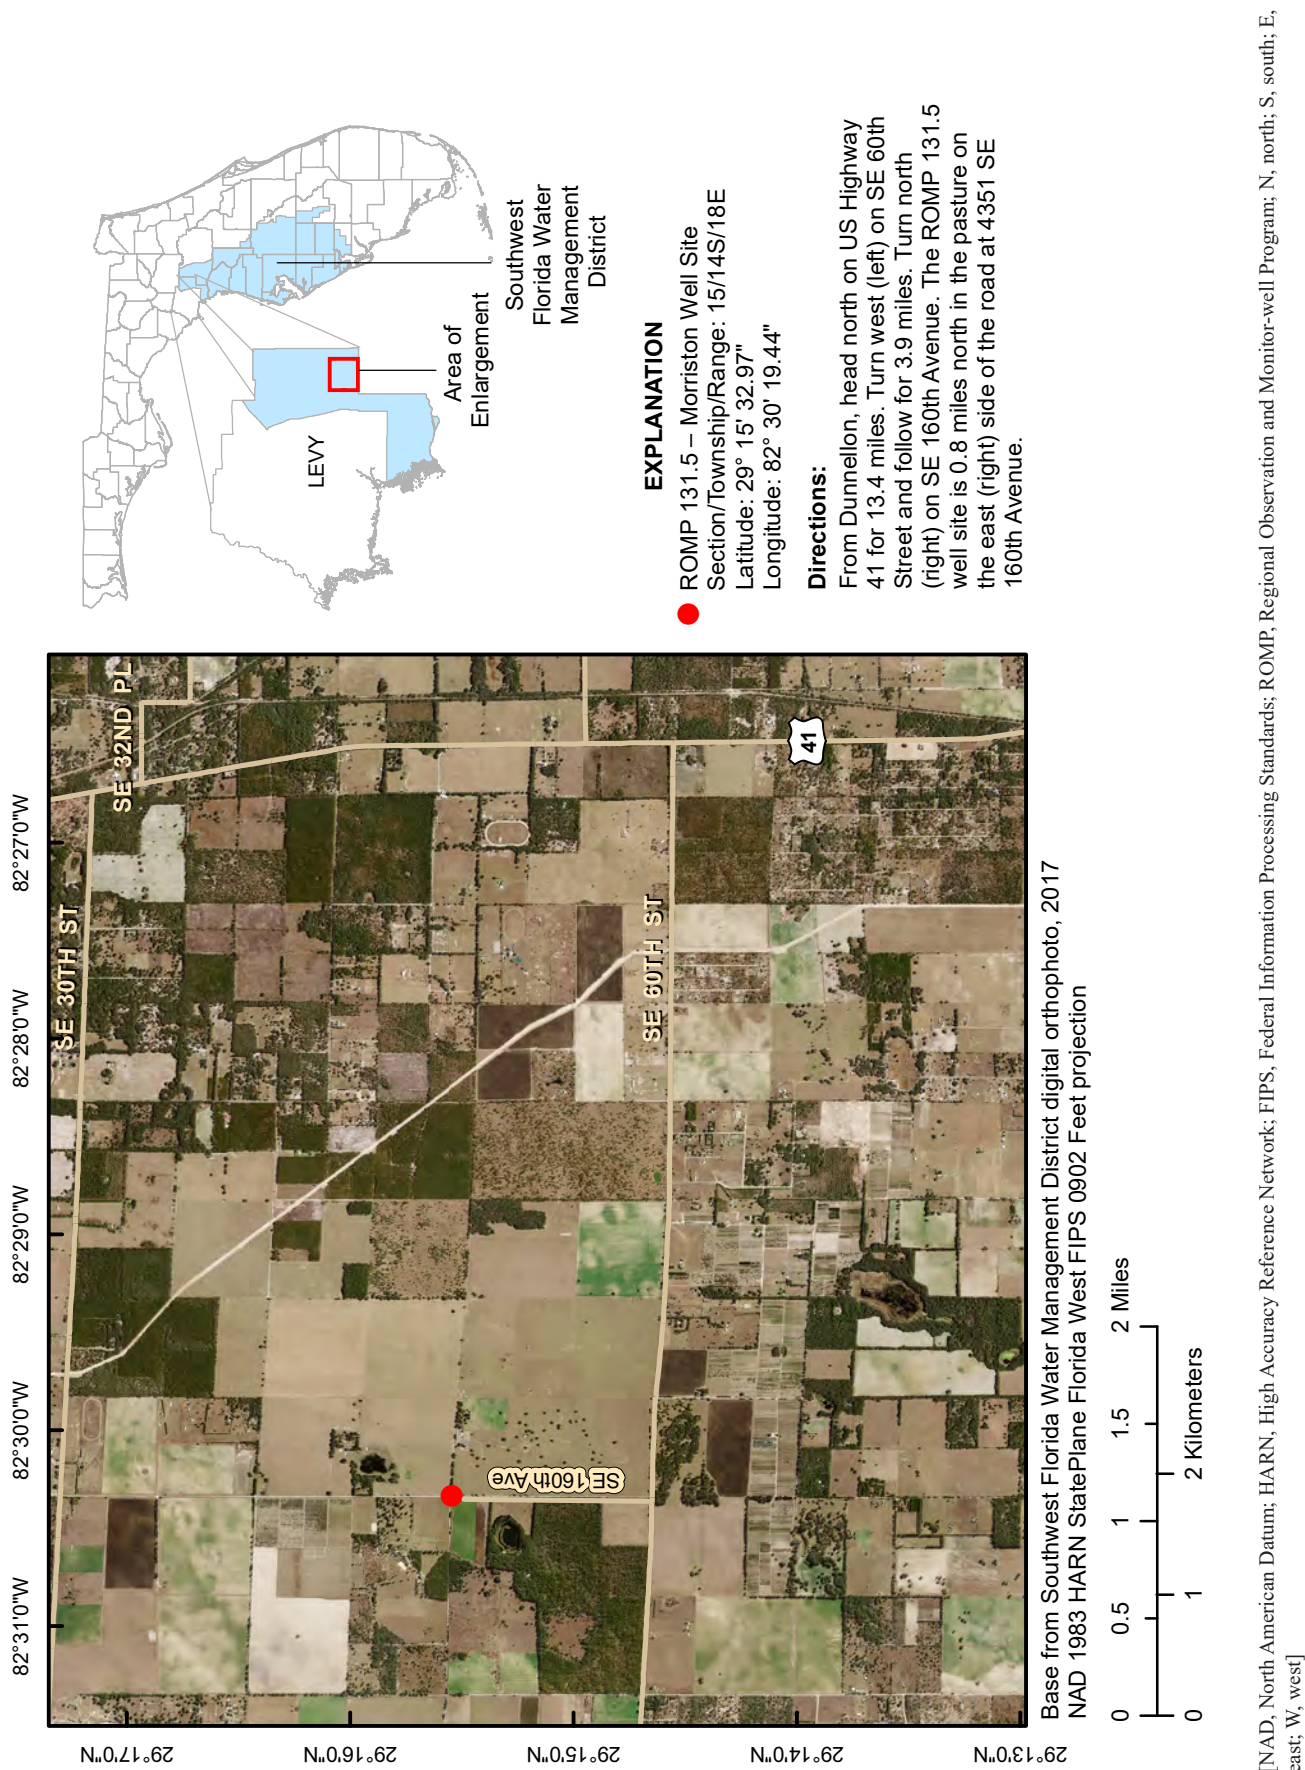 82°31'0"W
82°30'0"W
82°29'0"W
82°28'0"W
82°27'0"W
29°17'0"N
29°16'0"N
29°15'0"N
29°14'0"N
29°13'0"N
SE 30TH ST
SE 32ND PL
SE 60TH ST
SE 160th Ave
41
LEVY
Area of
Enlargement
Southwest
Florida Water
Management
District
EXPLANATION
ROMP 131.5 – Morriston Well Site
Section/Township/Range: 15/14S/18E
Latitude: 29° 15' 32.97"
Longitude: 82° 30' 19.44"
Directions:
From Dunnellon, head north on US Highway
41 for 13.4 miles. Turn west (left) on SE 60th
Street and follow for 3.9 miles. Turn north
(right) on SE 160th Avenue. The ROMP 131.5
well site is 0.8 miles north in the pasture on
the east (right) side of the road at 4351 SE
160th Avenue.
Base from Southwest Florida Water Management District digital orthophoto, 2017
NAD 1983 HARN StatePlane Florida West FIPS 0902 Feet projection
0 0.5 1 1.5 2 Miles
0 1 2 Kilometers
[NAD, North American Datum; HARN, High Accuracy Reference Network; FIPS, Federal Information Processing Standards; ROMP, Regional Observation and Monitor-well Program; N, north; S, south; E,
east; W, west]